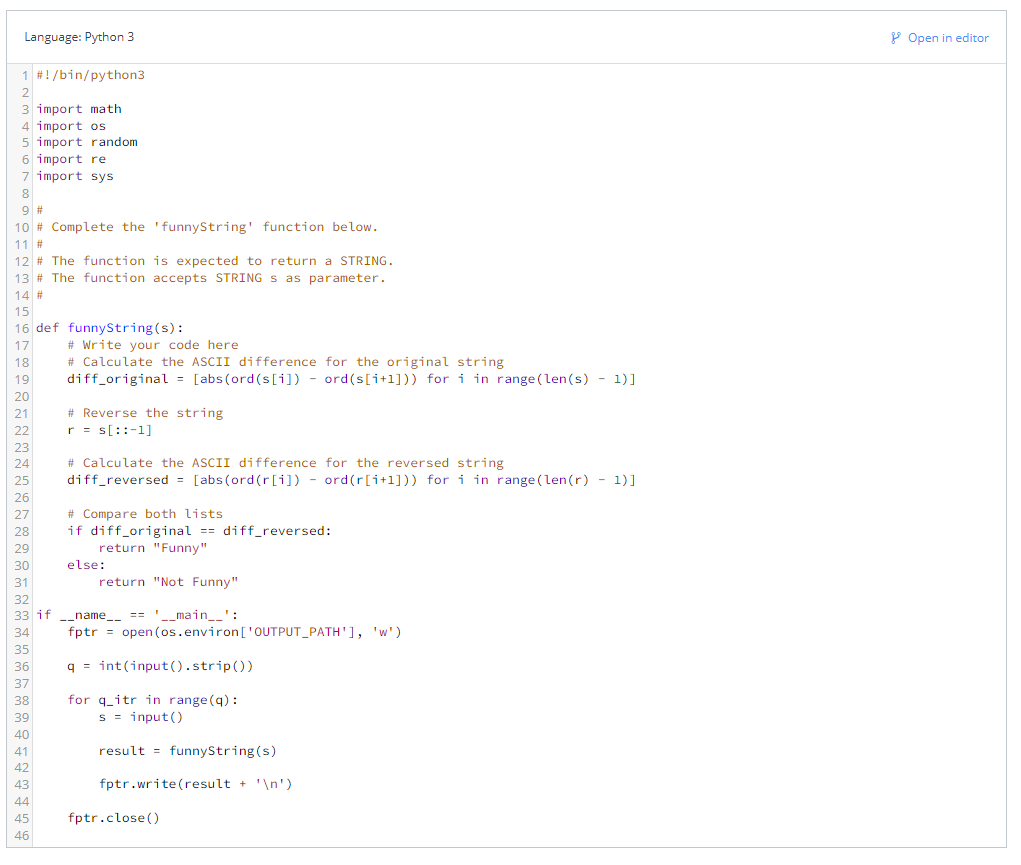 Language: Python 3
Open in editor
1 #!/bin/python3
2
3 import math
4 import os
5 import random
6 import re
7 import sys
8
9 #
10 # Complete the 'funnyString' function below.
11 #
12 # The function is expected to return a STRING.
13 # The function accepts STRING s as parameter.
14 #
15
16 def funnyString(s):
17     # Write your code here
18     # Calculate the ASCII difference for the original string
19     diff_original = [abs(ord(s[i]) - ord(s[i+1])) for i in range(len(s) - 1)]
20
21     # Reverse the string
22     r = s[::-1]
23
24     # Calculate the ASCII difference for the reversed string
25     diff_reversed = [abs(ord(r[i]) - ord(r[i+1])) for i in range(len(r) - 1)]
26
27     # Compare both lists
28     if diff_original == diff_reversed:
29         return "Funny"
30     else:
31         return "Not Funny"
32
33 if __name__ == '__main__':
34     fptr = open(os.environ['OUTPUT_PATH'], 'w')
35
36     q = int(input().strip())
37
38     for q_itr in range(q):
39         s = input()
40
41         result = funnyString(s)
42
43         fptr.write(result + '\n')
44
45     fptr.close()
46